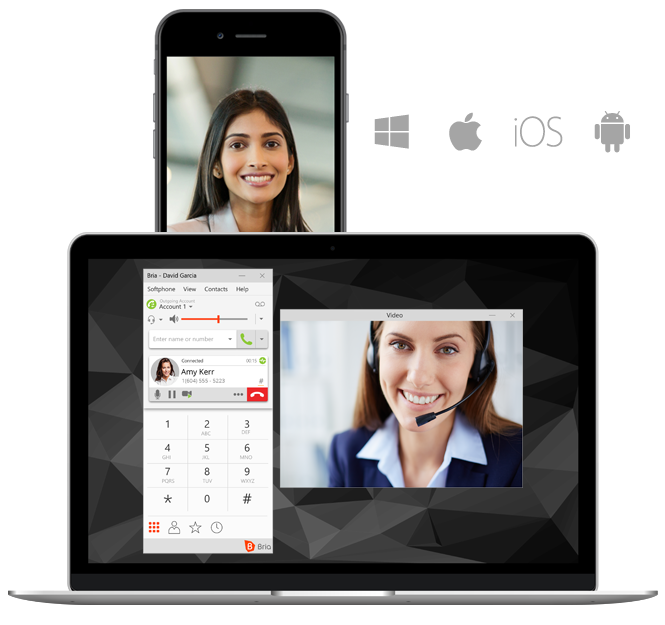 iOS
Bria - David Garcia
Softphone View Contacts Help
Outgoing Account
Account 1
Video
Enter name or number
Connected 00:15
Amy Kerr
1(604) 555 - 5223 #
1 2 3
ABC DEF
4 5 6
GHI JKL MNO
7 8 9
PQRS TUV WXYZ
* 0 #
Bria